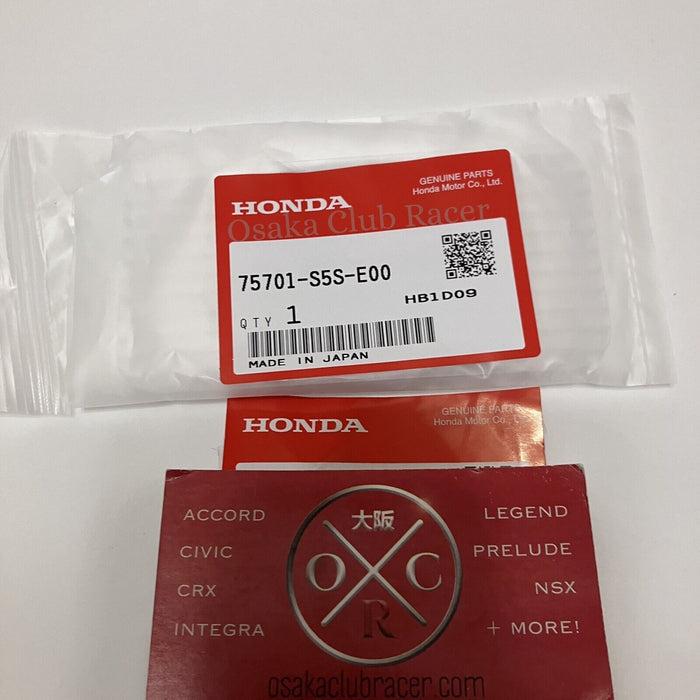 GENUINE PARTS
Honda Motor Co., Ltd.
HONDA
Osaka Club Racer
75701-S5S-E00
HB1D09
QTY 1
MADE IN JAPAN
GENUINE PARTS
Honda Motor Co., Ltd.
HONDA
大阪
O C
R
ACCORD
CIVIC
CRX
INTEGRA
LEGEND
PRELUDE
NSX
+ MORE!
osakaclubracer.com